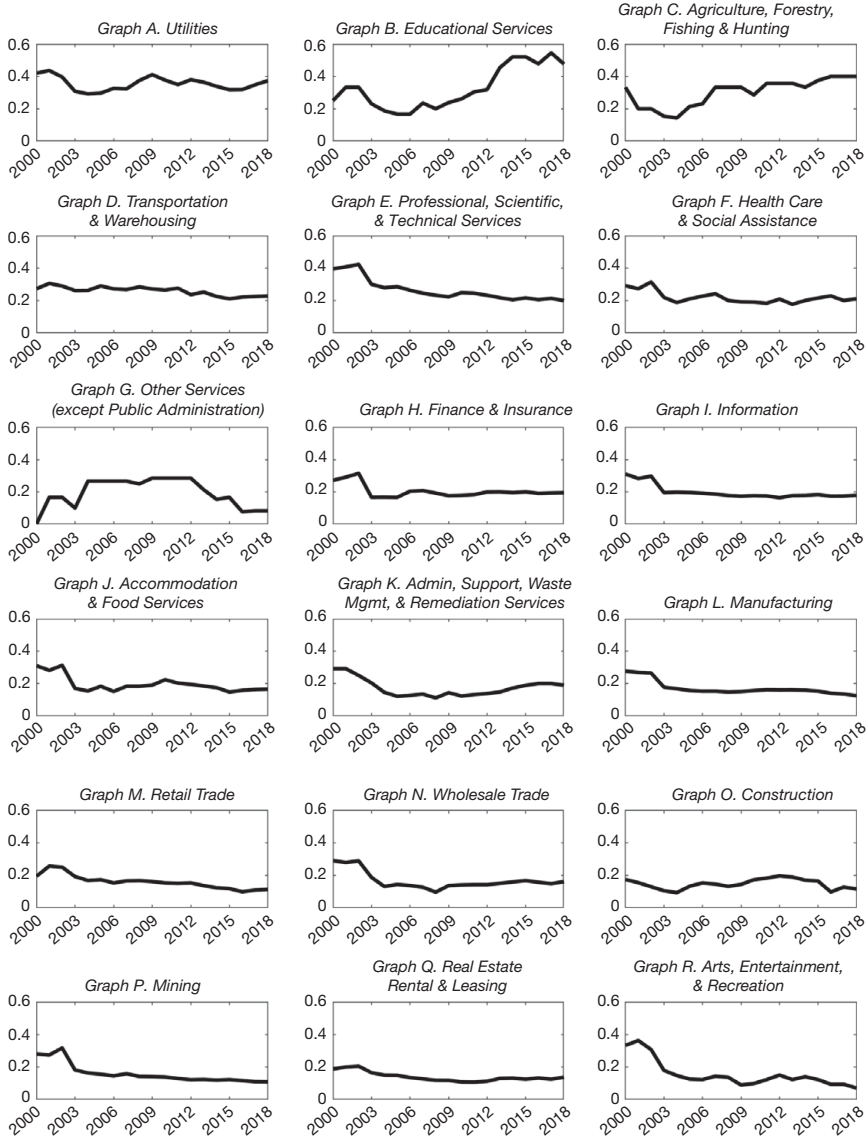 Graph A. Utilities
Graph B. Educational Services
Graph C. Agriculture, Forestry,
Fishing & Hunting
0.6
0.4
0.2
0
2000 2003 2006 2009 2012 2015 2018
0.6
0.4
0.2
0
2000 2003 2006 2009 2012 2015 2018
0.6
0.4
0.2
0
2000 2003 2006 2009 2012 2015 2018
Graph D. Transportation
& Warehousing
Graph E. Professional, Scientific,
& Technical Services
Graph F. Health Care
& Social Assistance
0.6
0.4
0.2
0
2000 2003 2006 2009 2012 2015 2018
0.6
0.4
0.2
0
2000 2003 2006 2009 2012 2015 2018
0.6
0.4
0.2
0
2000 2003 2006 2009 2012 2015 2018
Graph G. Other Services
(except Public Administration)
Graph H. Finance & Insurance
Graph I. Information
0.6
0.4
0.2
0
2000 2003 2006 2009 2012 2015 2018
0.6
0.4
0.2
0
2000 2003 2006 2009 2012 2015 2018
0.6
0.4
0.2
0
2000 2003 2006 2009 2012 2015 2018
Graph J. Accommodation
& Food Services
Graph K. Admin, Support, Waste
Mgmt, & Remediation Services
Graph L. Manufacturing
0.6
0.4
0.2
0
2000 2003 2006 2009 2012 2015 2018
0.6
0.4
0.2
0
2000 2003 2006 2009 2012 2015 2018
0.6
0.4
0.2
0
2000 2003 2006 2009 2012 2015 2018
Graph M. Retail Trade
Graph N. Wholesale Trade
Graph O. Construction
0.6
0.4
0.2
0
2000 2003 2006 2009 2012 2015 2018
0.6
0.4
0.2
0
2000 2003 2006 2009 2012 2015 2018
0.6
0.4
0.2
0
2000 2003 2006 2009 2012 2015 2018
Graph P. Mining
Graph Q. Real Estate
Rental & Leasing
Graph R. Arts, Entertainment,
& Recreation
0.6
0.4
0.2
0
2000 2003 2006 2009 2012 2015 2018
0.6
0.4
0.2
0
2000 2003 2006 2009 2012 2015 2018
0.6
0.4
0.2
0
2000 2003 2006 2009 2012 2015 2018